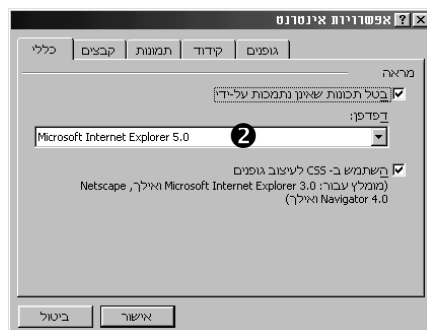 אפשרויות אינטרנט
כללי קבצים תמונות קידוד גופנים
מראה
בטל תכונות שאינן נתמכות על-ידי
דפדפן:
Microsoft Internet Explorer 5.0
2
השתמש ב- CSS לעיצוב גופנים
(מומלץ עבור: Microsoft Internet Explorer 3.0 ואילך, Netscape
Navigator 4.0 ואילך)
אישור ביטול